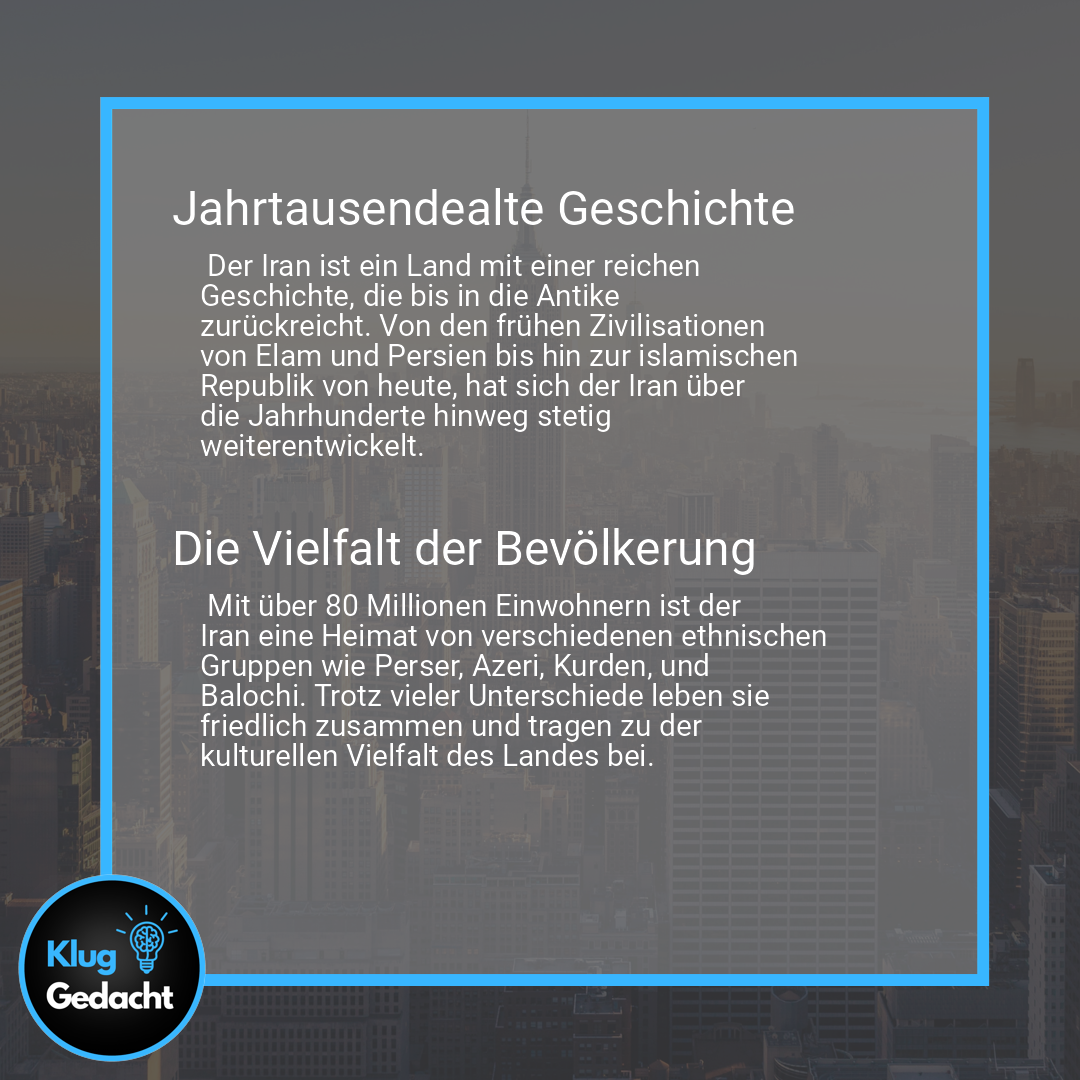 Jahrtausendealte Geschichte
Der Iran ist ein Land mit einer reichen
Geschichte, die bis in die Antike
zurückreicht. Von den frühen Zivilisationen
von Elam und Persien bis hin zur islamischen
Republik von heute, hat sich der Iran über
die Jahrhunderte hinweg stetig
weiterentwickelt.
Die Vielfalt der Bevölkerung
Mit über 80 Millionen Einwohnern ist der
Iran eine Heimat von verschiedenen ethnischen
Gruppen wie Perser, Azeri, Kurden, und
Balochi. Trotz vieler Unterschiede leben sie
friedlich zusammen und tragen zu der
kulturellen Vielfalt des Landes bei.
Klug
Gedacht